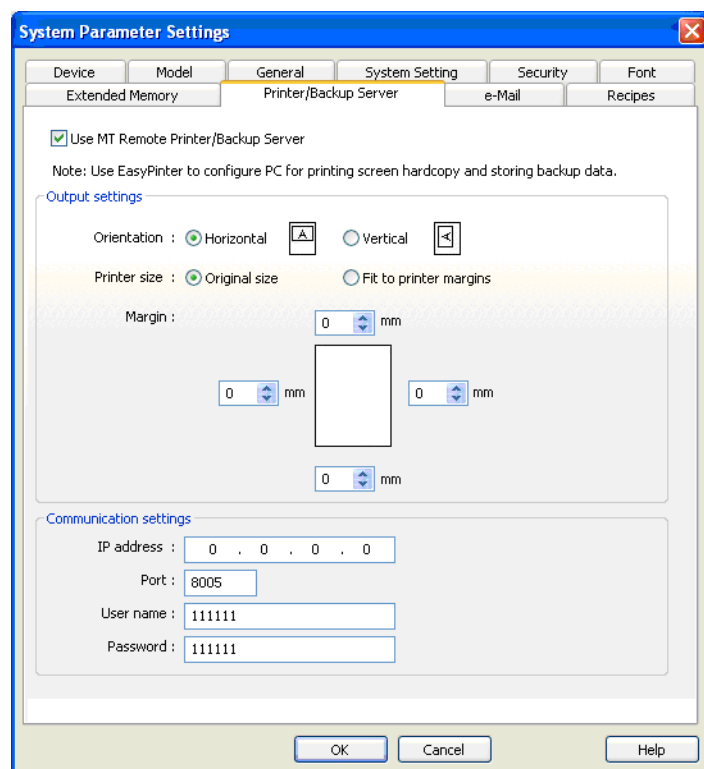 System Parameter Settings
Device Model General System Setting Security Font
Extended Memory Printer/Backup Server e-Mail Recipes
Use MT Remote Printer/Backup Server
Note: Use EasyPinter to configure PC for printing screen hardcopy and storing backup data.
Output settings
Orientation : Horizontal A Vertical A
Printer size : Original size Fit to printer margins
Margin : 0 mm
0 mm 0 mm
0 mm
Communication settings
IP address : 0 . 0 . 0 . 0
Port : 8005
User name : 111111
Password : 111111
OK Cancel Help